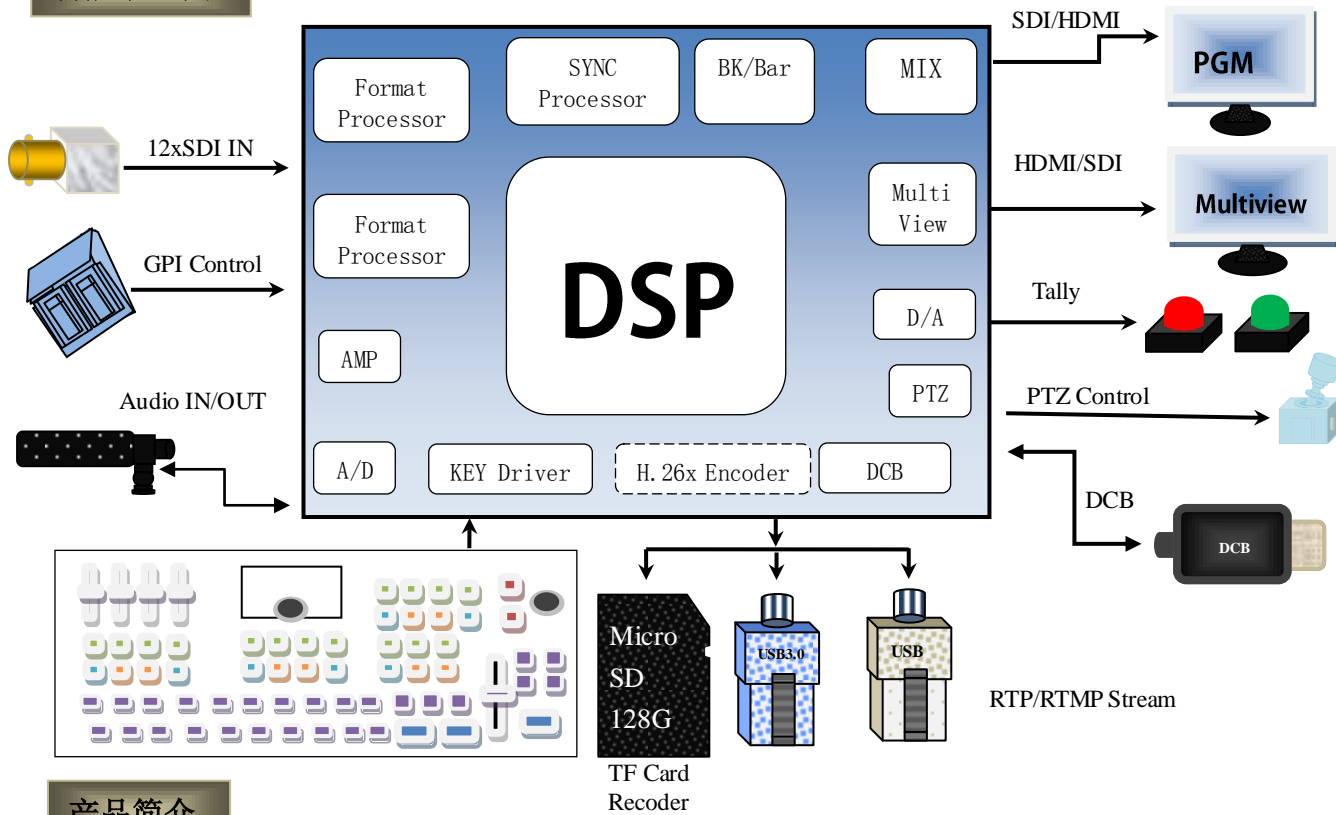 SDI/HDMI
PGM
Format
Processor
SYNC
Processor
BK/Bar
MIX
12xSDI IN
HDMI/SDI
Multiview
Format
Processor
Multi
View
DSP
GPI Control
Tally
D/A
AMP
PTZ
PTZ Control
Audio IN/OUT
A/D
KEY Driver
H.26x Encoder
DCB
DCB
DCB
Micro
SD
128G
USB3.0
USB
RTP/RTMP Stream
TF Card
Recoder
产品简介